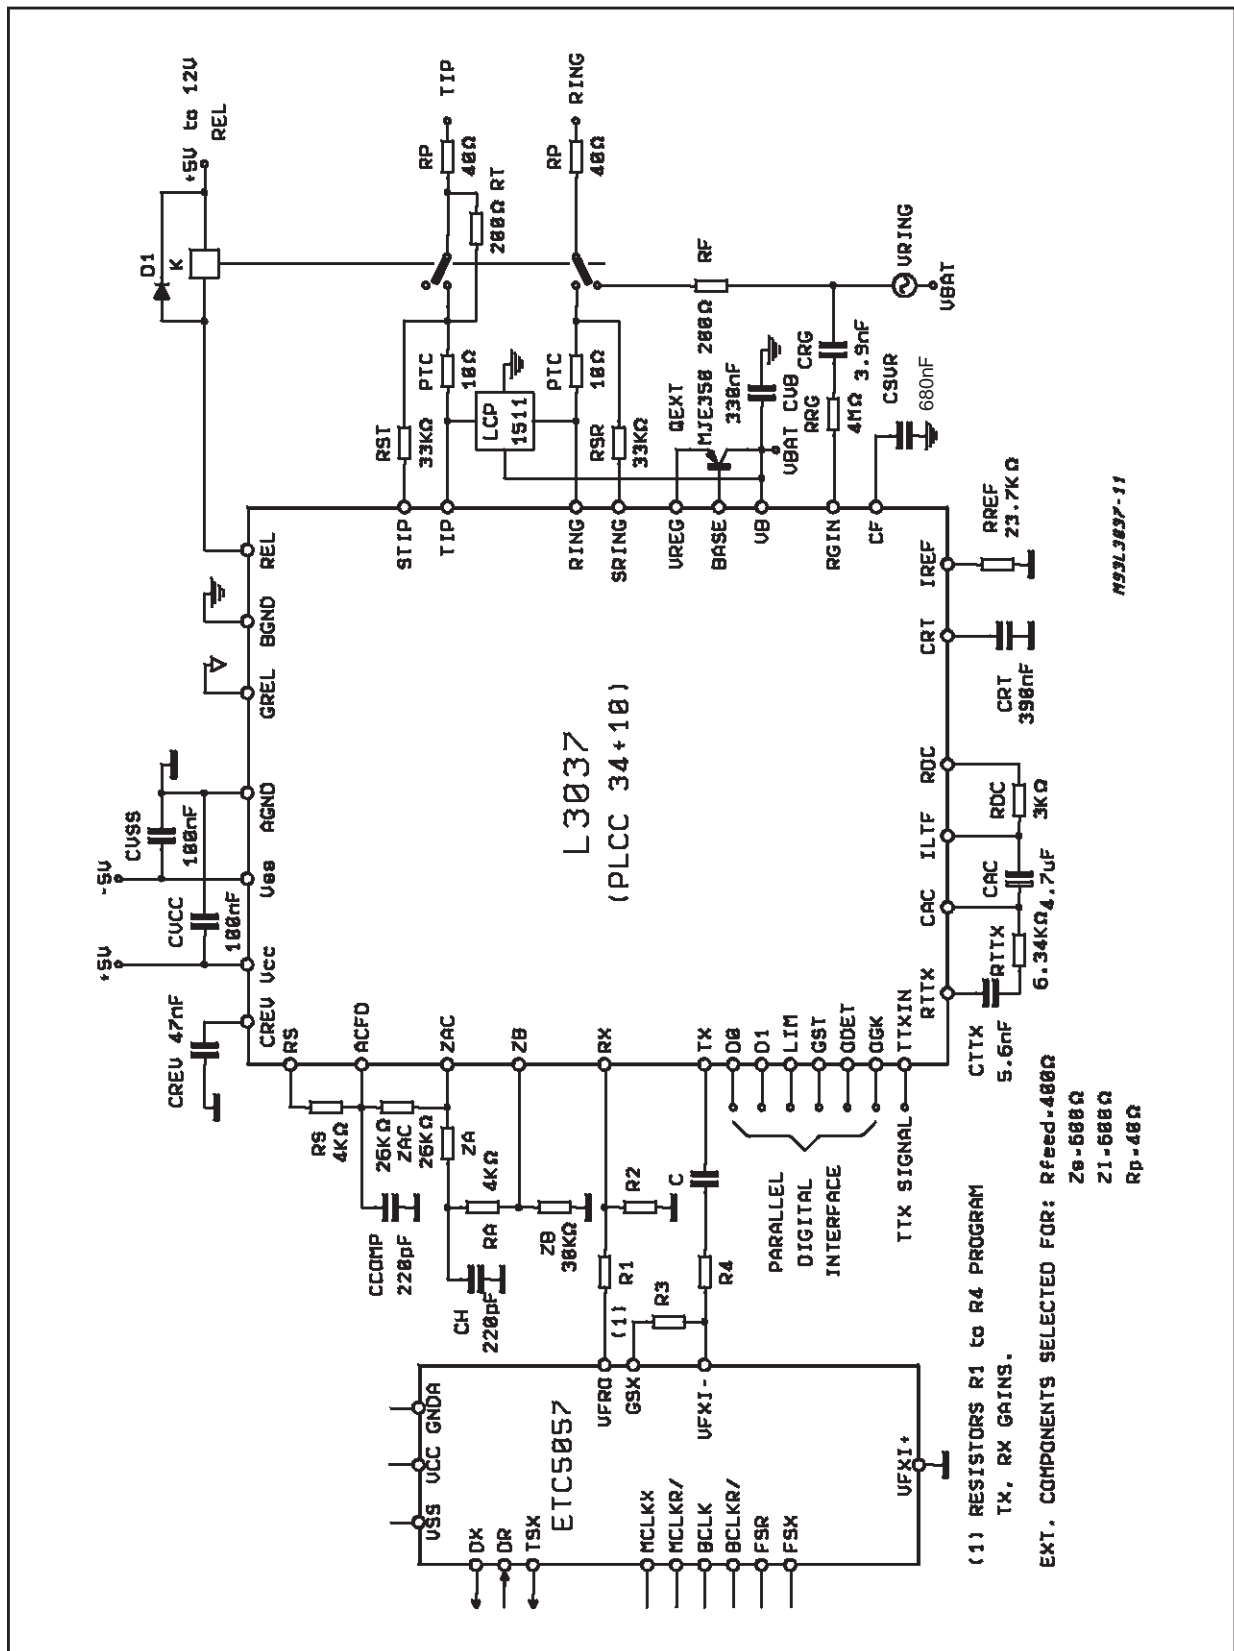 +5V to 12V
REL
D1
K
TIP
RP
40Ω
200Ω RT
RING
RP
40Ω
PTC
10Ω
PTC
10Ω
LCP
1511
RST
33KΩ
RSR
33KΩ
QEXT
MJE350
200Ω
RF
VRING
VBAT
330nF
VBAT CVB
RRG
4MΩ
CRG
3.9nF
CSVR
680nF
REL
BGND
GREL
AGND
Vss
Vcc
CREV
STIP
TIP
RING
SRING
VREG
BASE
VB
RGIN
CF
IREF
CRT
RDC
ILTF
CAC
RTTX
RREF
23.7KΩ
CRT
390nF
RDC
3KΩ
CAC
4.7uF
RTTX
6.34KΩ
CTTX
5.6nF
M93L3037-11
L3037
(PLCC 34+10)
-5V
CVSS
100nF
+5V
CVCC
100nF
CREV 47nF
RS
ACFD
ZAC
ZB
RX
TX
D0
D1
LIM
GST
ODET
OGK
TTXIN
RS
4KΩ
26KΩ
ZAC
26KΩ
ZA
4KΩ
RA
CCOMP
220pF
CH
220pF
ZB
30KΩ
R1
R2
C
(1)
R3
R4
PARALLEL
DIGITAL
INTERFACE
TTX SIGNAL
VSS
VCC
GNDA
ETC5057
DX
DR
TSX
MCLKX
MCLKR/
BCLK
BCLKR/
FSR
FSX
VFRO
GSX
VFXI-
VFXI+
(1) RESISTORS R1 to R4 PROGRAM
TX, RX GAINS.
EXT. COMPONENTS SELECTED FOR: Rfeed=400Ω
Zs=600Ω
Zl=600Ω
Rp=40Ω